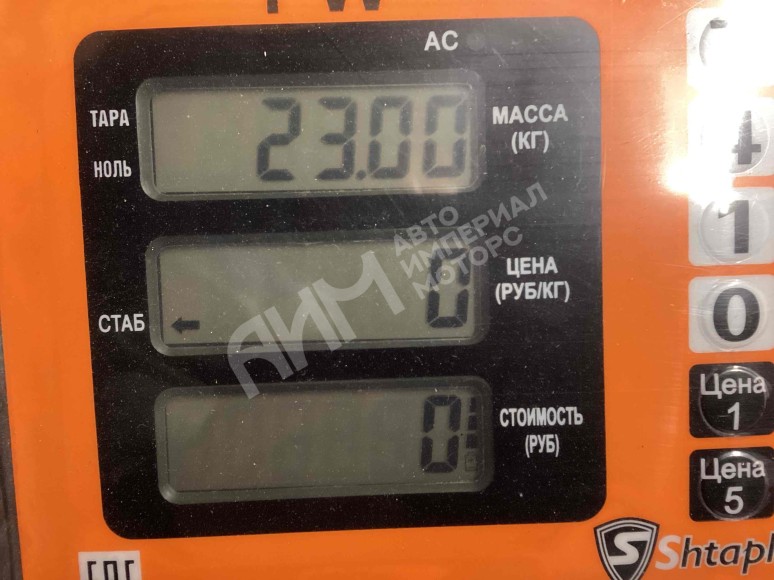 AC
ТАРА
23.00
МАССА
(КГ)
НОЛЬ
4
АВТО
ИМПЕРИАЛ
МОТОРС
АИМ
1
0
ЦЕНА
(РУБ/КГ)
СТАБ
0
Цена
1
0
СТОИМОСТЬ
(РУБ)
Цена
5
S